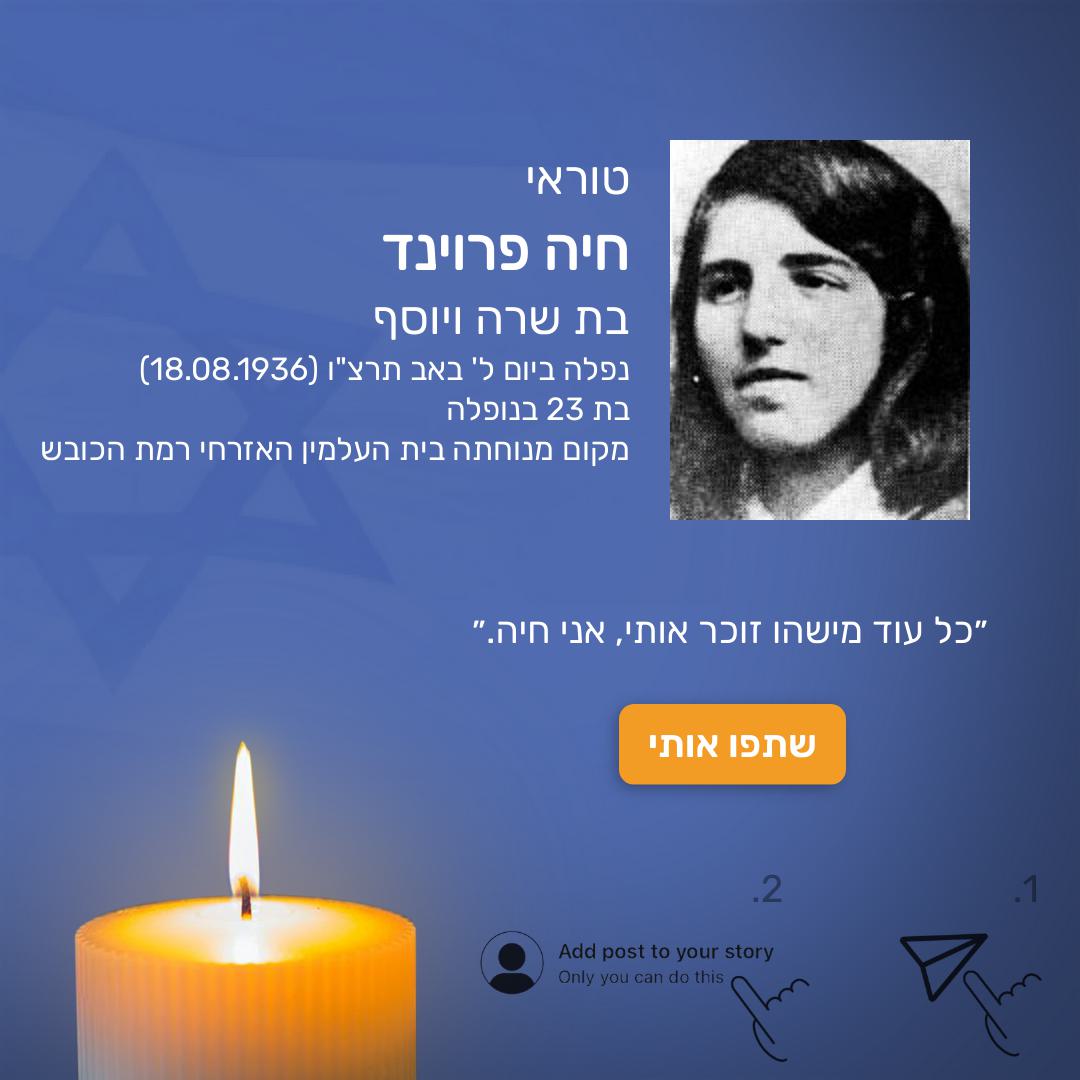 טוראי
חיה פרוינד
בת שרה ויוסף
נפלה ביום ל' באב תרצ"ו (18.08.1936)
בת 23 בנופלה
מקום מנוחתה בית העלמין האזרחי רמת הכובש
"כל עוד מישהו זוכר אותי, אני חיה."
שתפו אותי
1.
2.
Add post to your story
Only you can do this